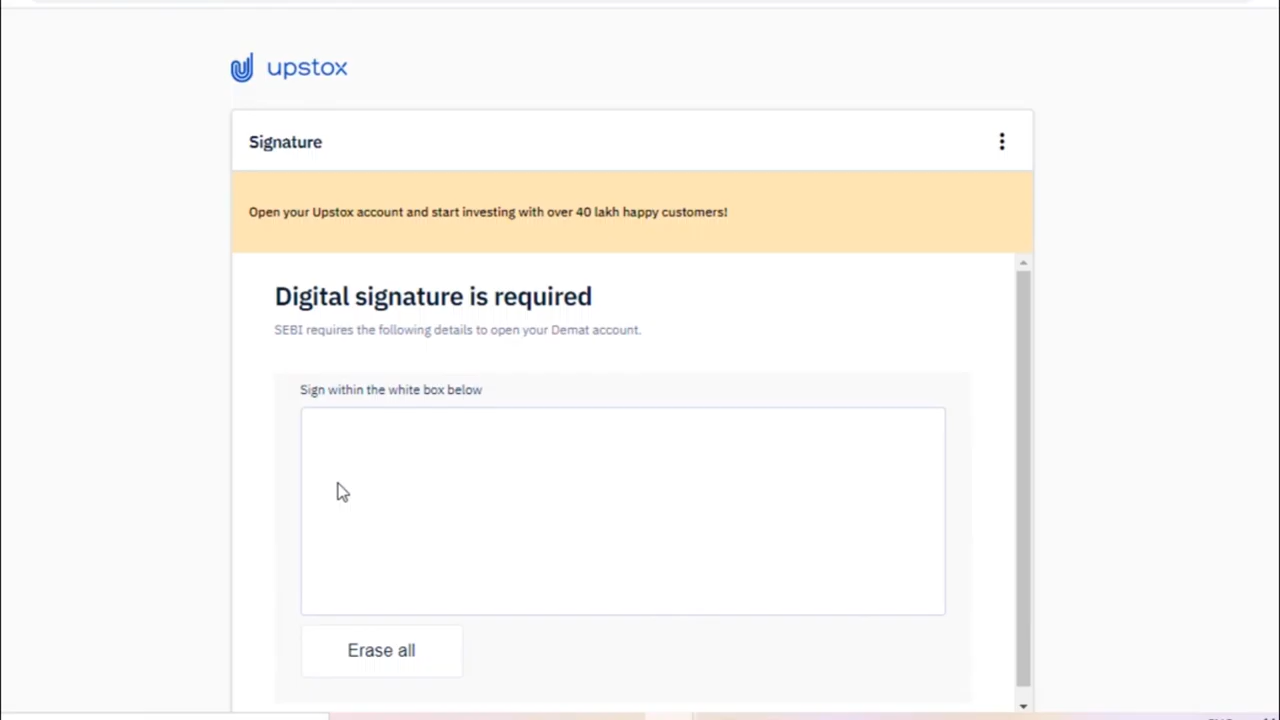 upstox
Signature
Open your Upstox account and start investing with over 40 lakh happy customers!
Digital signature is required
SEBI requires the following details to open your Demat account.
Sign within the white box below
Erase all